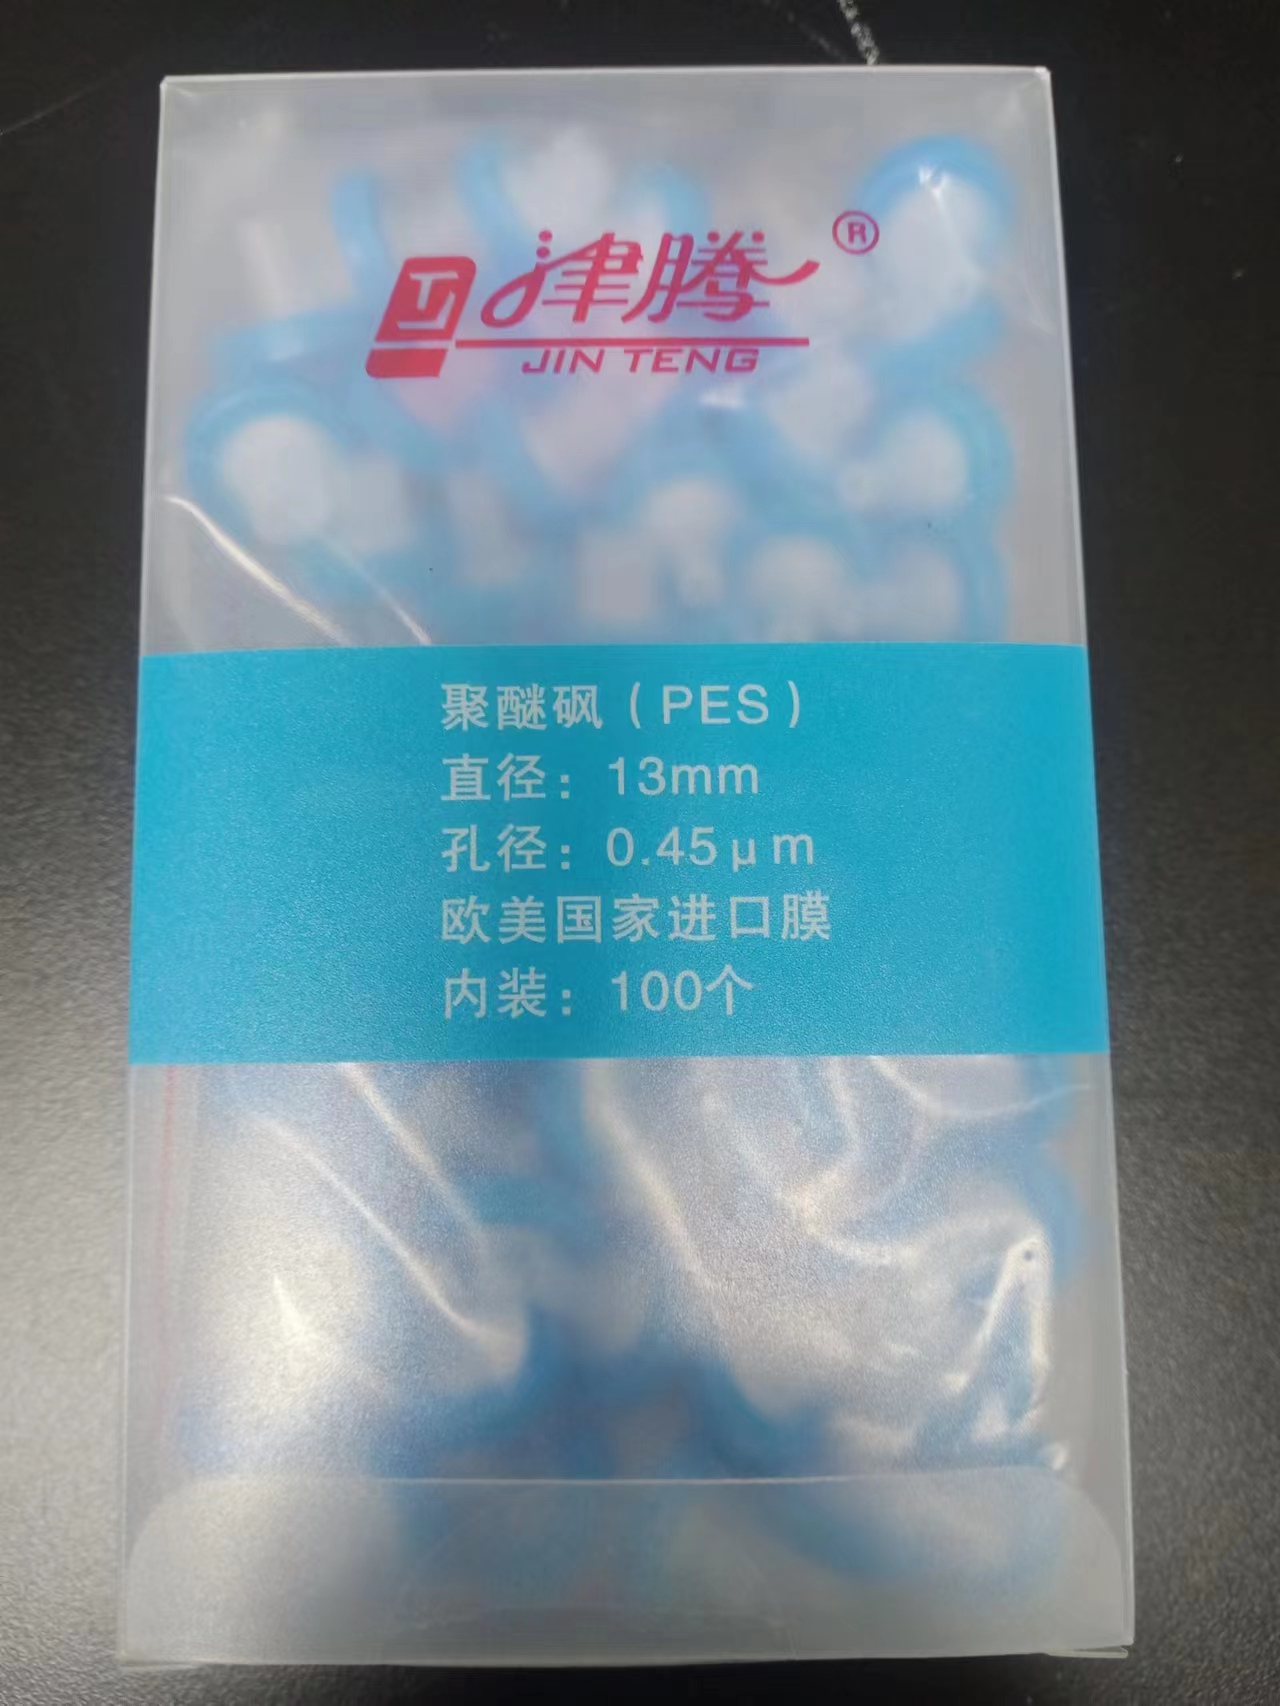 津腾®
JIN TENG
聚醚砜（PES）
直径：13mm
孔径：0.45μm
欧美国家进口膜
内装：100个